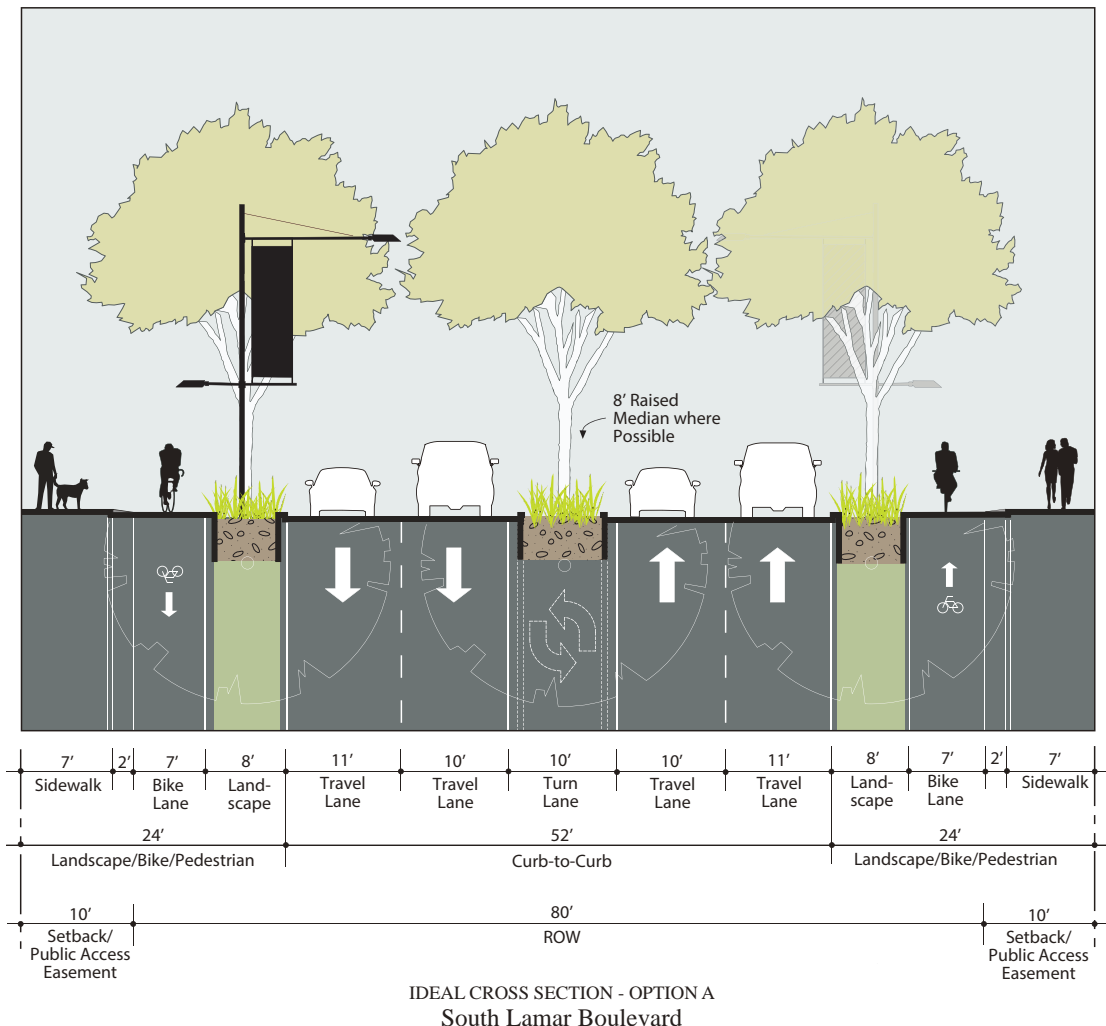 8’ Raised
Median where
Possible
7’ 2’ 7’ 8’ 11’ 10’ 10’ 10’ 11’ 8’ 7’ 2’ 7’
Sidewalk Bike Land- Travel Travel Turn Travel Travel Land- Bike Sidewalk
Lane scape Lane Lane Lane Lane Lane scape Lane
24’ 52’ 24’
Landscape/Bike/Pedestrian Curb-to-Curb Landscape/Bike/Pedestrian
10’ 80’ 10’
Setback/ ROW Setback/
Public Access Public Access
Easement Easement
IDEAL CROSS SECTION - OPTION A
South Lamar Boulevard